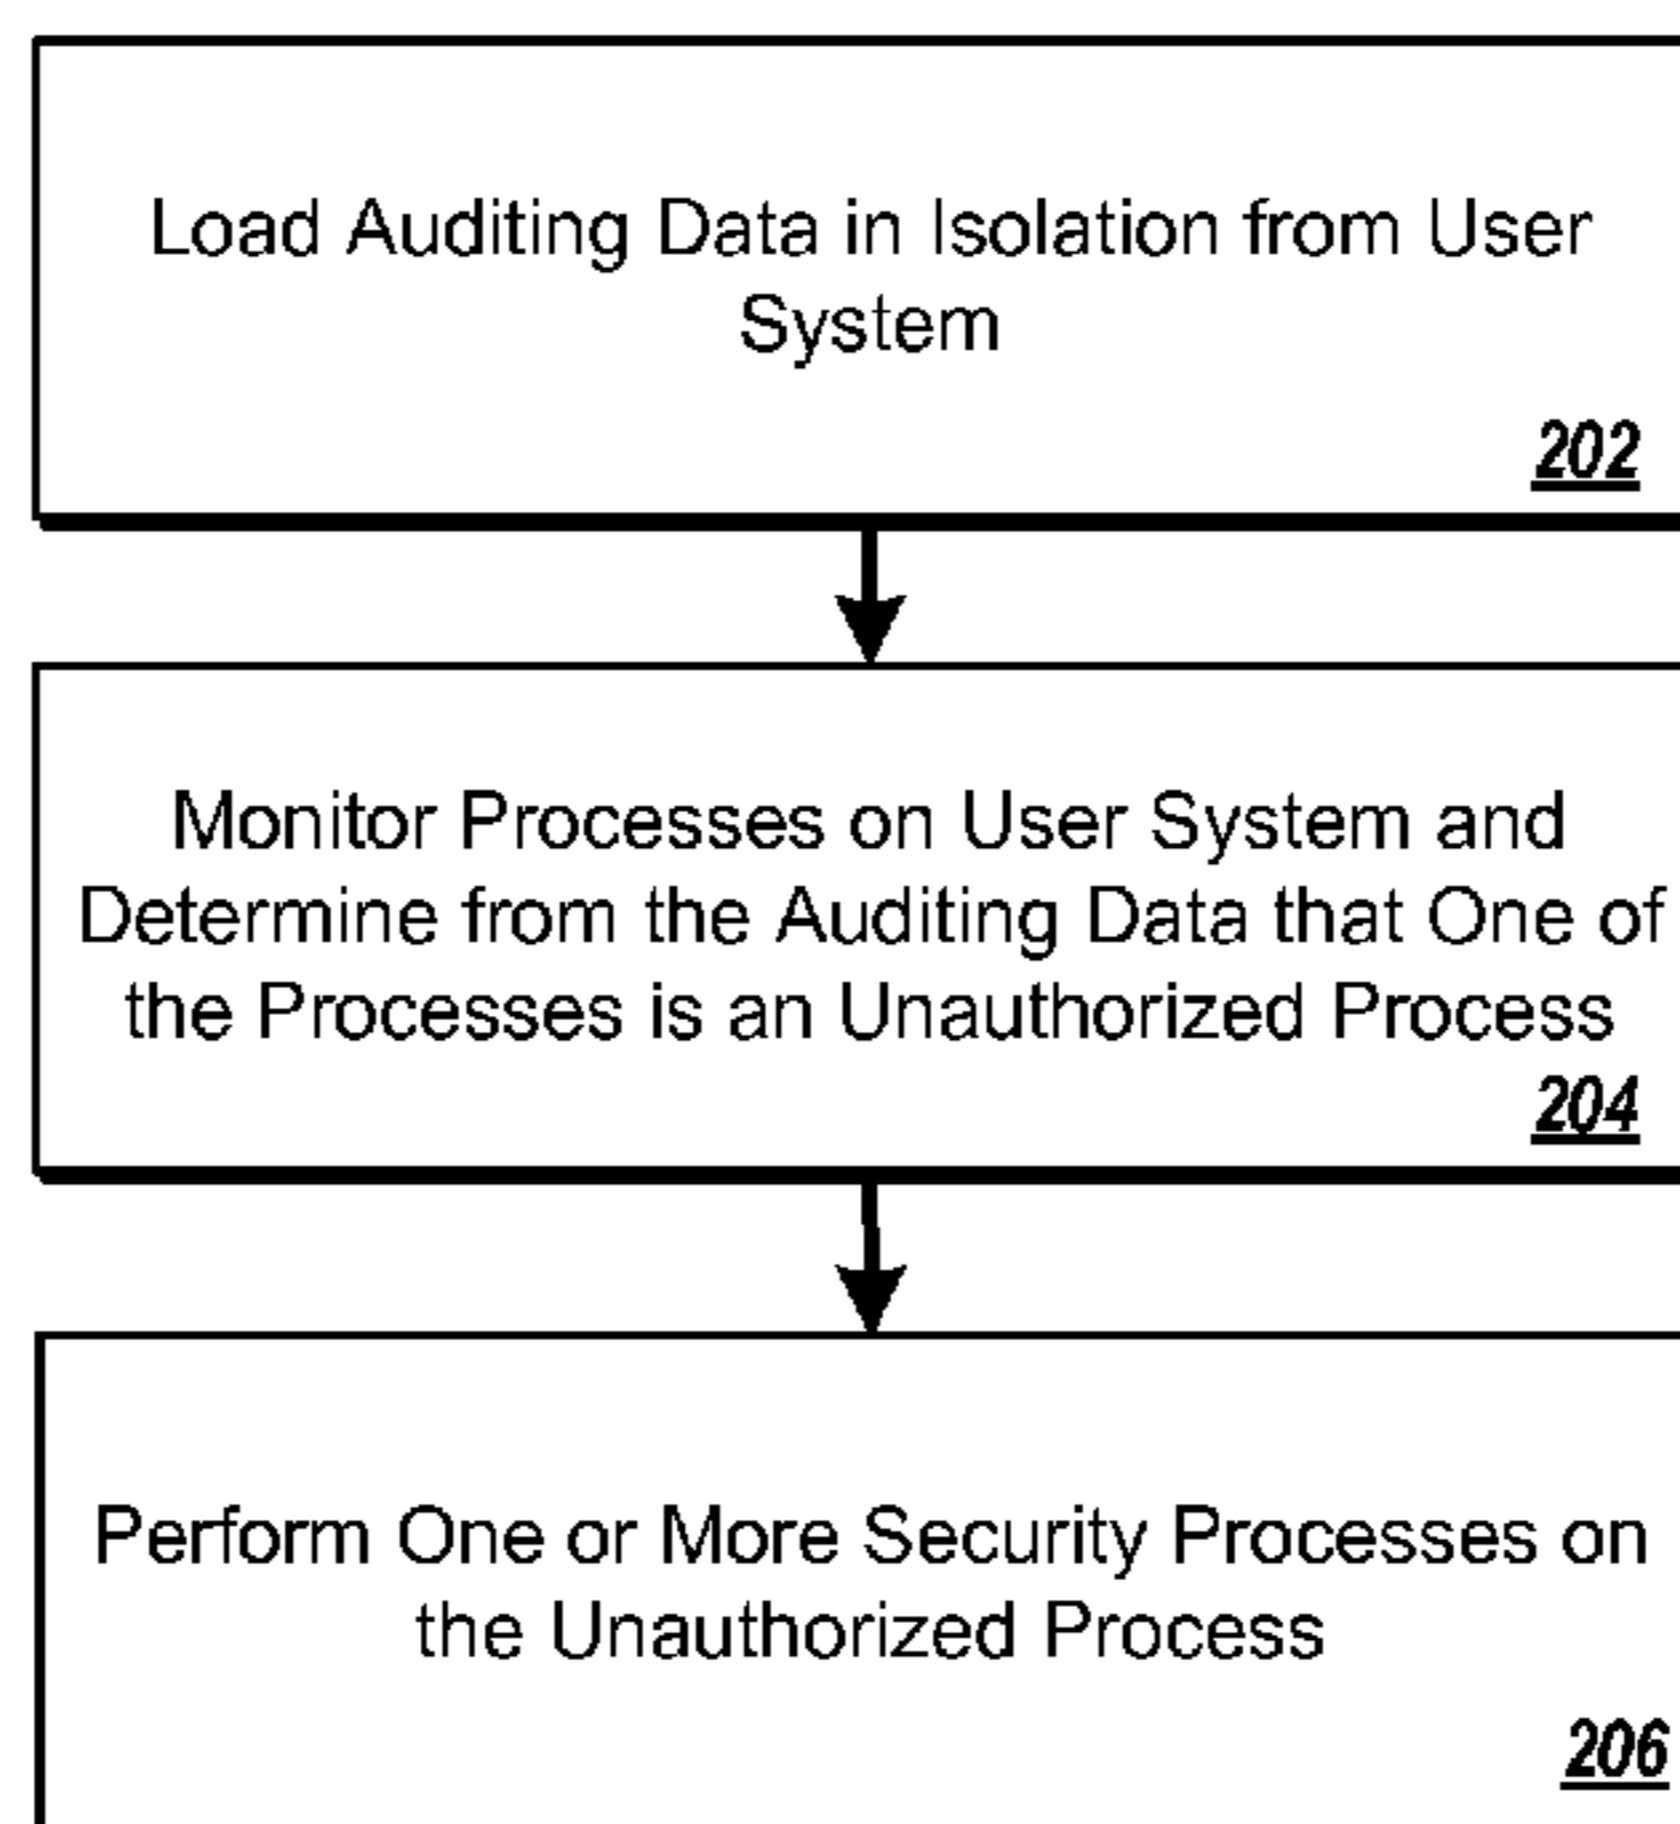 Load Auditing Data in Isolation from User
System
202
Monitor Processes on User System and
Determine from the Auditing Data that One of
the Processes is an Unauthorized Process
204
Perform One or More Security Processes on
the Unauthorized Process
206